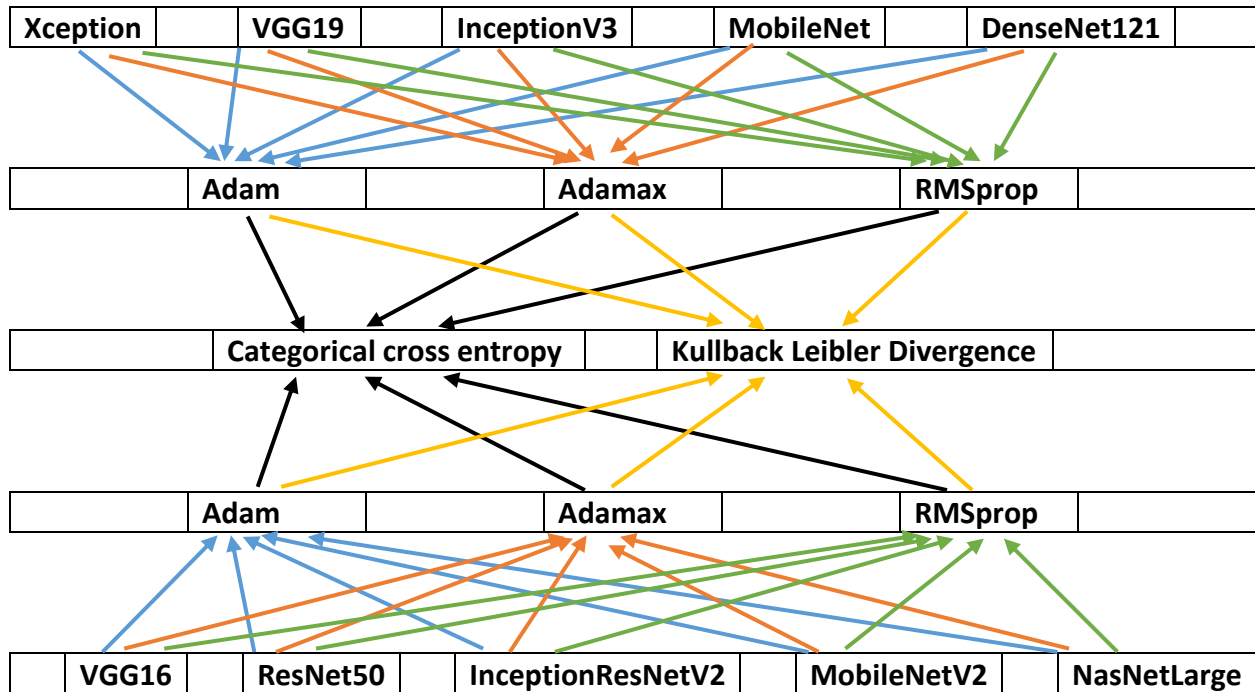 Xception VGG19 InceptionV3 MobileNet DenseNet121
Adam Adamax RMSprop
Categorical cross entropy Kullback Leibler Divergence
Adam Adamax RMSprop
VGG16 ResNet50 InceptionResNetV2 MobileNetV2 NasNetLarge